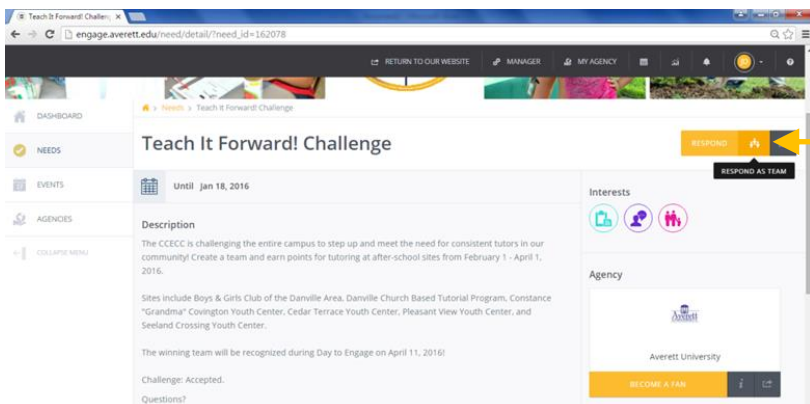 Teach It Forward! Challen
engage.averett.edu/need/detail/?need_id=162078
RETURN TO OUR WEBSITE MANAGER MY AGENCY
DASHBOARD
Needs > Teach It Forward! Challenge
NEEDS
Teach It Forward! Challenge
RESPOND
RESPOND AS TEAM
EVENTS
Until Jan 18, 2016
Interests
AGENCIES
Description
COLLAPSE MENU
The CCECC is challenging the entire campus to step up and meet the need for consistent tutors in our
community! Create a team and earn points for tutoring at after-school sites from February 1 - April 1,
2016.
Agency
Sites include Boys & Girls Club of the Danville Area, Danville Church Based Tutorial Program, Constance
"Grandma" Covington Youth Center, Cedar Terrace Youth Center, Pleasant View Youth Center, and
Seeland Crossing Youth Center.
Averett
The winning team will be recognized during Day to Engage on April 11, 2016!
Averett University
Challenge: Accepted.
BECOME A FAN
Questions?